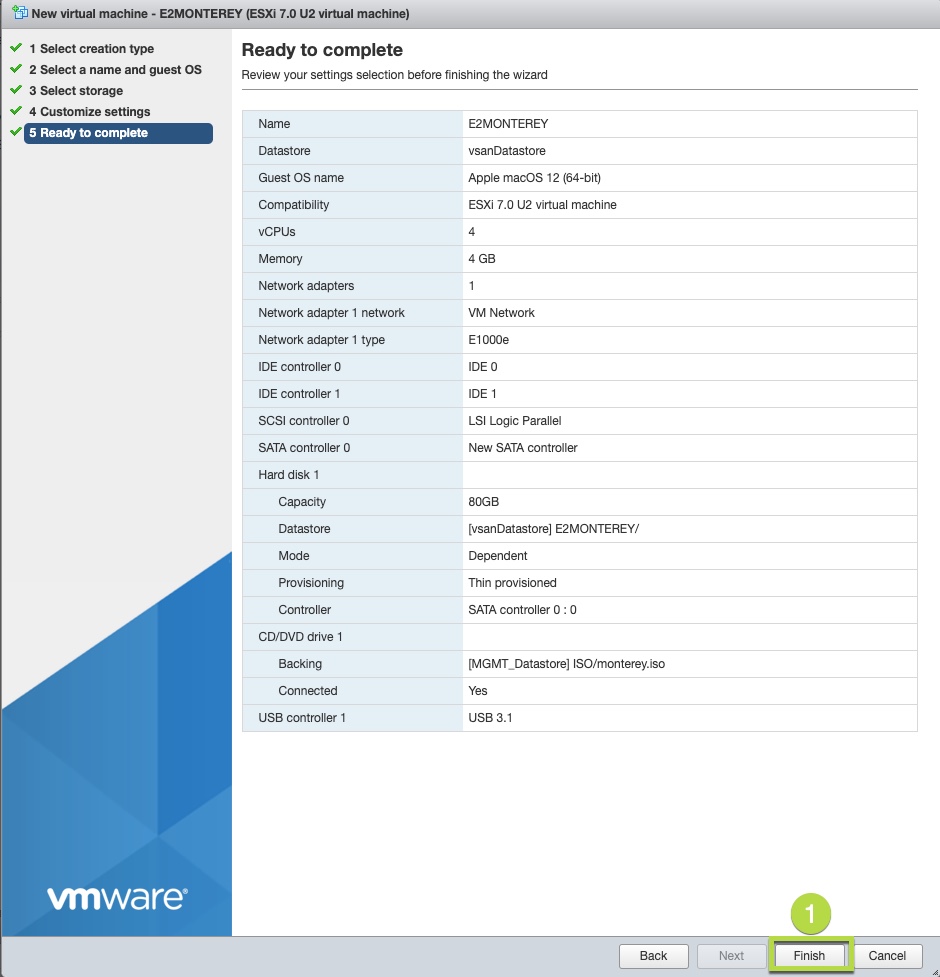 New virtual machine - E2MONTEREY (ESXi 7.0 U2 virtual machine)
1 Select creation type
2 Select a name and guest OS
3 Select storage
4 Customize settings
5 Ready to complete
Ready to complete
Review your settings selection before finishing the wizard
Name E2MONTEREY
Datastore vsanDatastore
Guest OS name Apple macOS 12 (64-bit)
Compatibility ESXi 7.0 U2 virtual machine
vCPUs 4
Memory 4 GB
Network adapters 1
Network adapter 1 network VM Network
Network adapter 1 type E1000e
IDE controller 0 IDE 0
IDE controller 1 IDE 1
SCSI controller 0 LSI Logic Parallel
SATA controller 0 New SATA controller
Hard disk 1
Capacity 80GB
Datastore [vsanDatastore] E2MONTEREY/
Mode Dependent
Provisioning Thin provisioned
Controller SATA controller 0 : 0
CD/DVD drive 1
Backing [MGMT_Datastore] ISO/monterey.iso
Connected Yes
USB controller 1 USB 3.1
vmware®
1
Back Next Finish Cancel